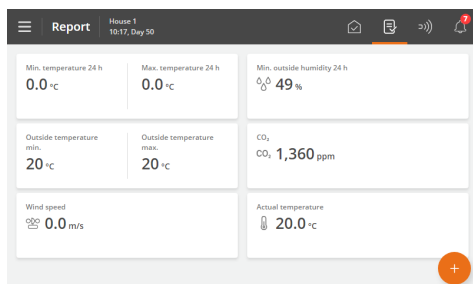 Report
House 1
10:17, Day 50
7
Min. temperature 24 h
0.0 °C
Max. temperature 24 h
0.0 °C
Min. outside humidity 24 h
49 %
Outside temperature
min.
20 °C
Outside temperature
max.
20 °C
CO₂
CO₂ 1,360 ppm
Wind speed
0.0 m/s
Actual temperature
20.0 °C
+